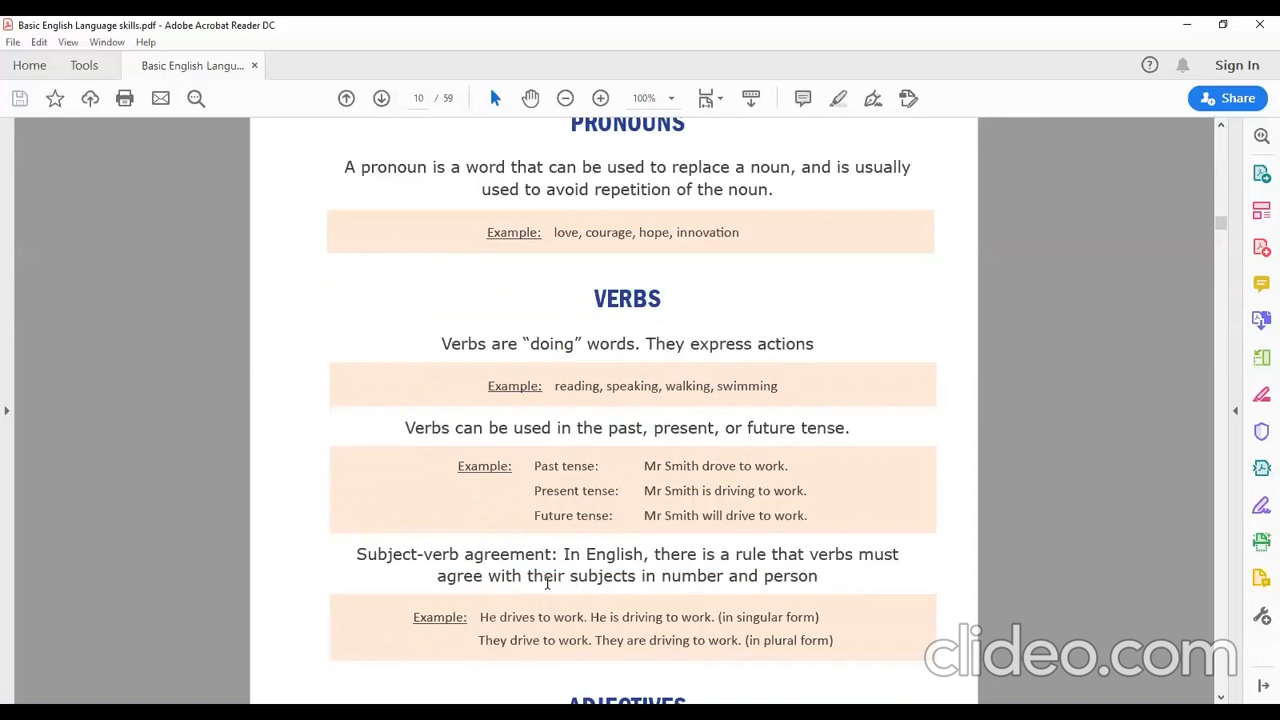 Basic English Language skills.pdf - Adobe Acrobat Reader DC
File Edit View Window Help
Home Tools Basic English Langu... × Sign In
10 / 59 100% Share
PRONOUNS
A pronoun is a word that can be used to replace a noun, and is usually
used to avoid repetition of the noun.
Example: love, courage, hope, innovation
VERBS
Verbs are “doing” words. They express actions
Example: reading, speaking, walking, swimming
Verbs can be used in the past, present, or future tense.
Example: Past tense: Mr Smith drove to work.
Present tense: Mr Smith is driving to work.
Future tense: Mr Smith will drive to work.
Subject-verb agreement: In English, there is a rule that verbs must
agree with their subjects in number and person
Example: He drives to work. He is driving to work. (in singular form)
They drive to work. They are driving to work. (in plural form)
clideo.com
ADJECTIVES